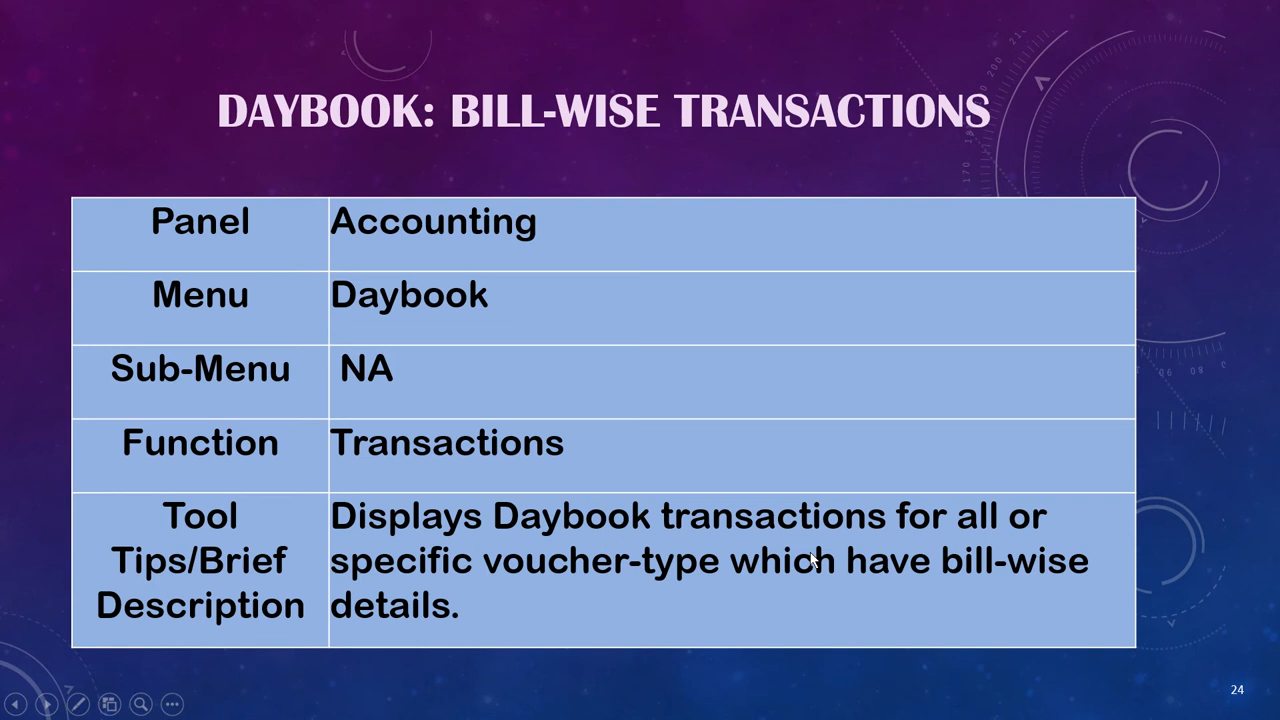 DAYBOOK: BILL-WISE TRANSACTIONS
Panel
Accounting
Menu
Daybook
Sub-Menu
NA
Function
Transactions
Tool
Tips/Brief
Description
Displays Daybook transactions for all or
specific voucher-type which have bill-wise
details.
24